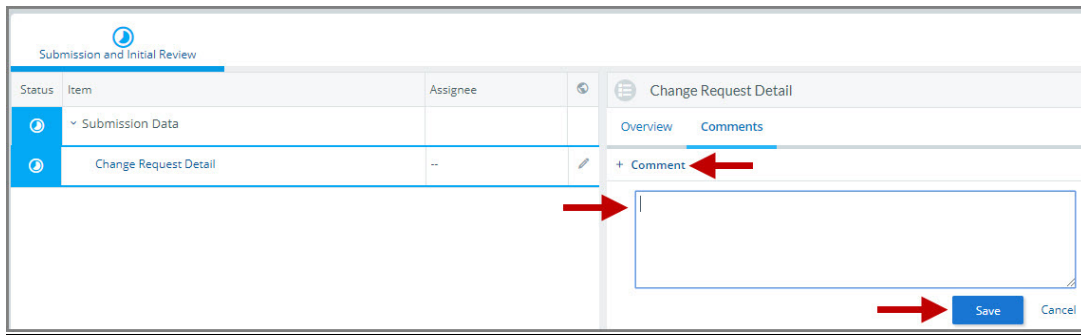 Submission and Initial Review
Status Item Assignee
Submission Data
Change Request Detail --
Change Request Detail
Overview Comments
+ Comment
Save Cancel